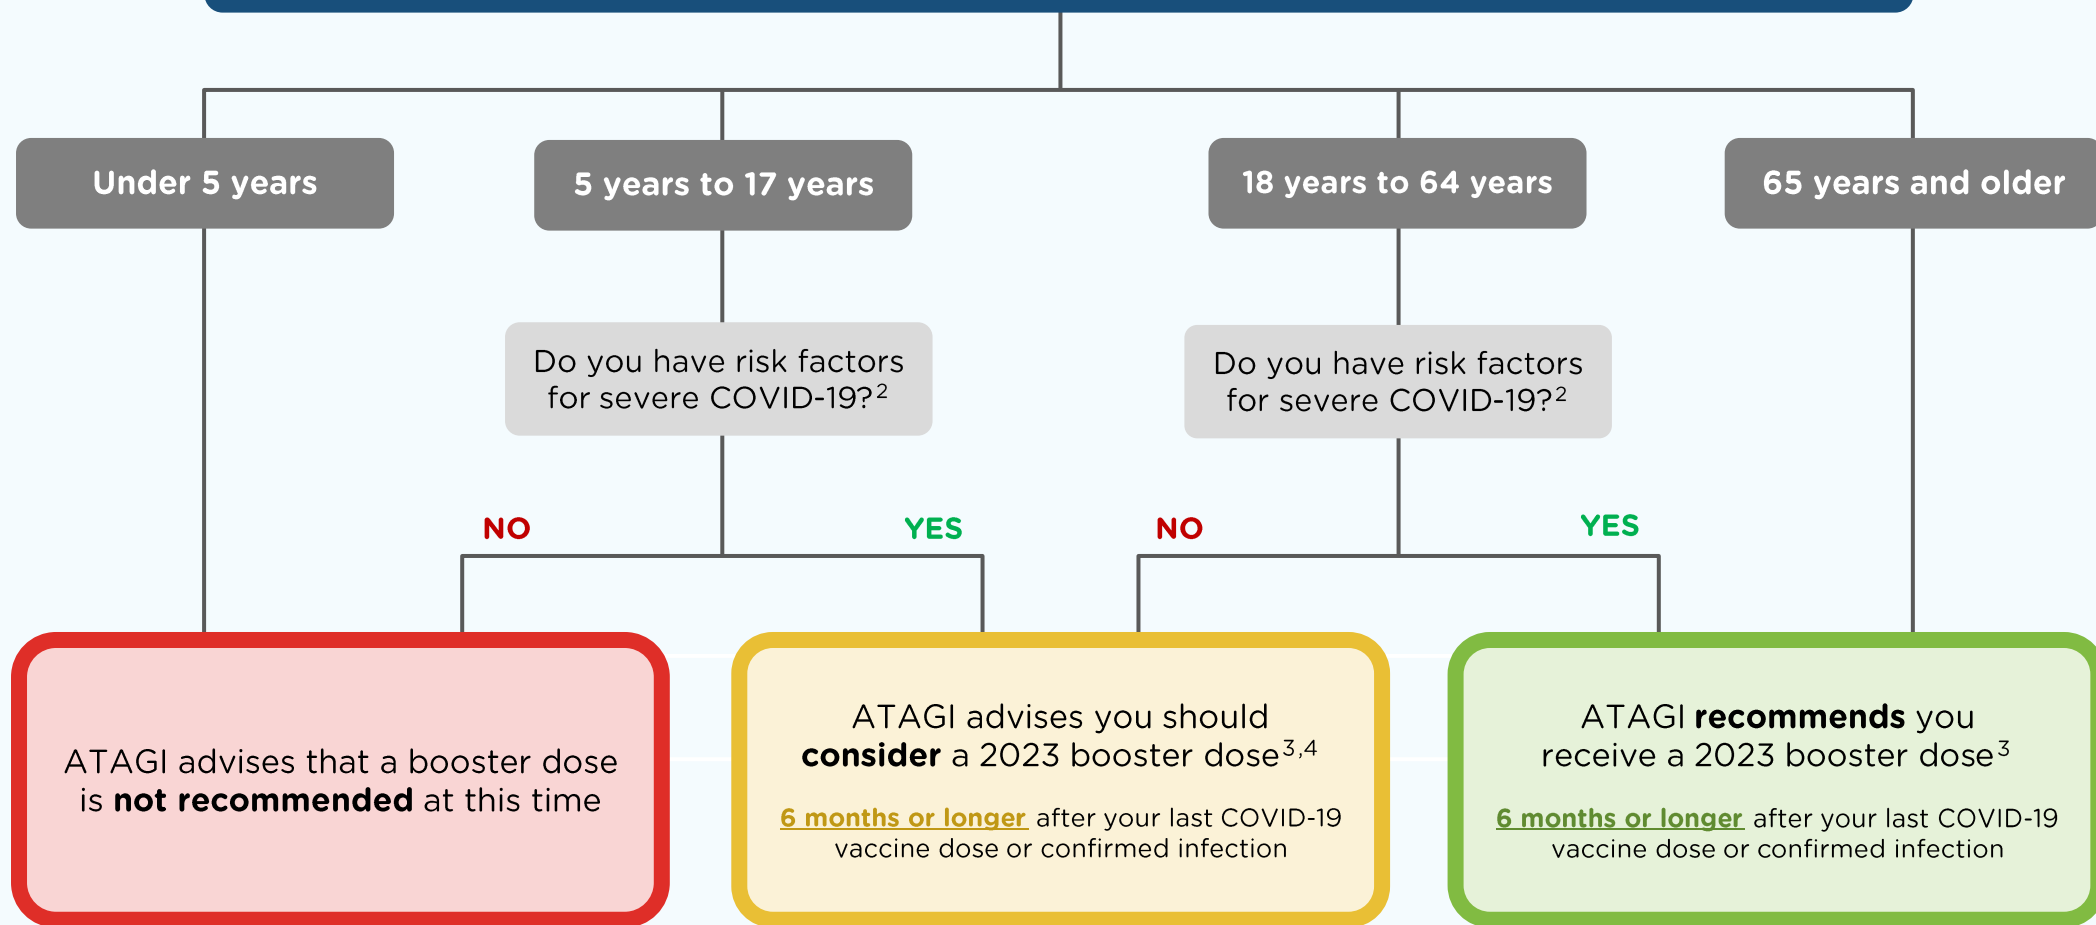 Under 5 years
5 years to 17 years
18 years to 64 years
65 years and older
Do you have risk factors
for severe COVID-19?²
Do you have risk factors
for severe COVID-19?²
NO
YES
NO
YES
ATAGI advises that a booster dose
is not recommended at this time
ATAGI advises you should
consider a 2023 booster dose³,⁴
6 months or longer after your last COVID-19
vaccine dose or confirmed infection
ATAGI recommends you
receive a 2023 booster dose³
6 months or longer after your last COVID-19
vaccine dose or confirmed infection